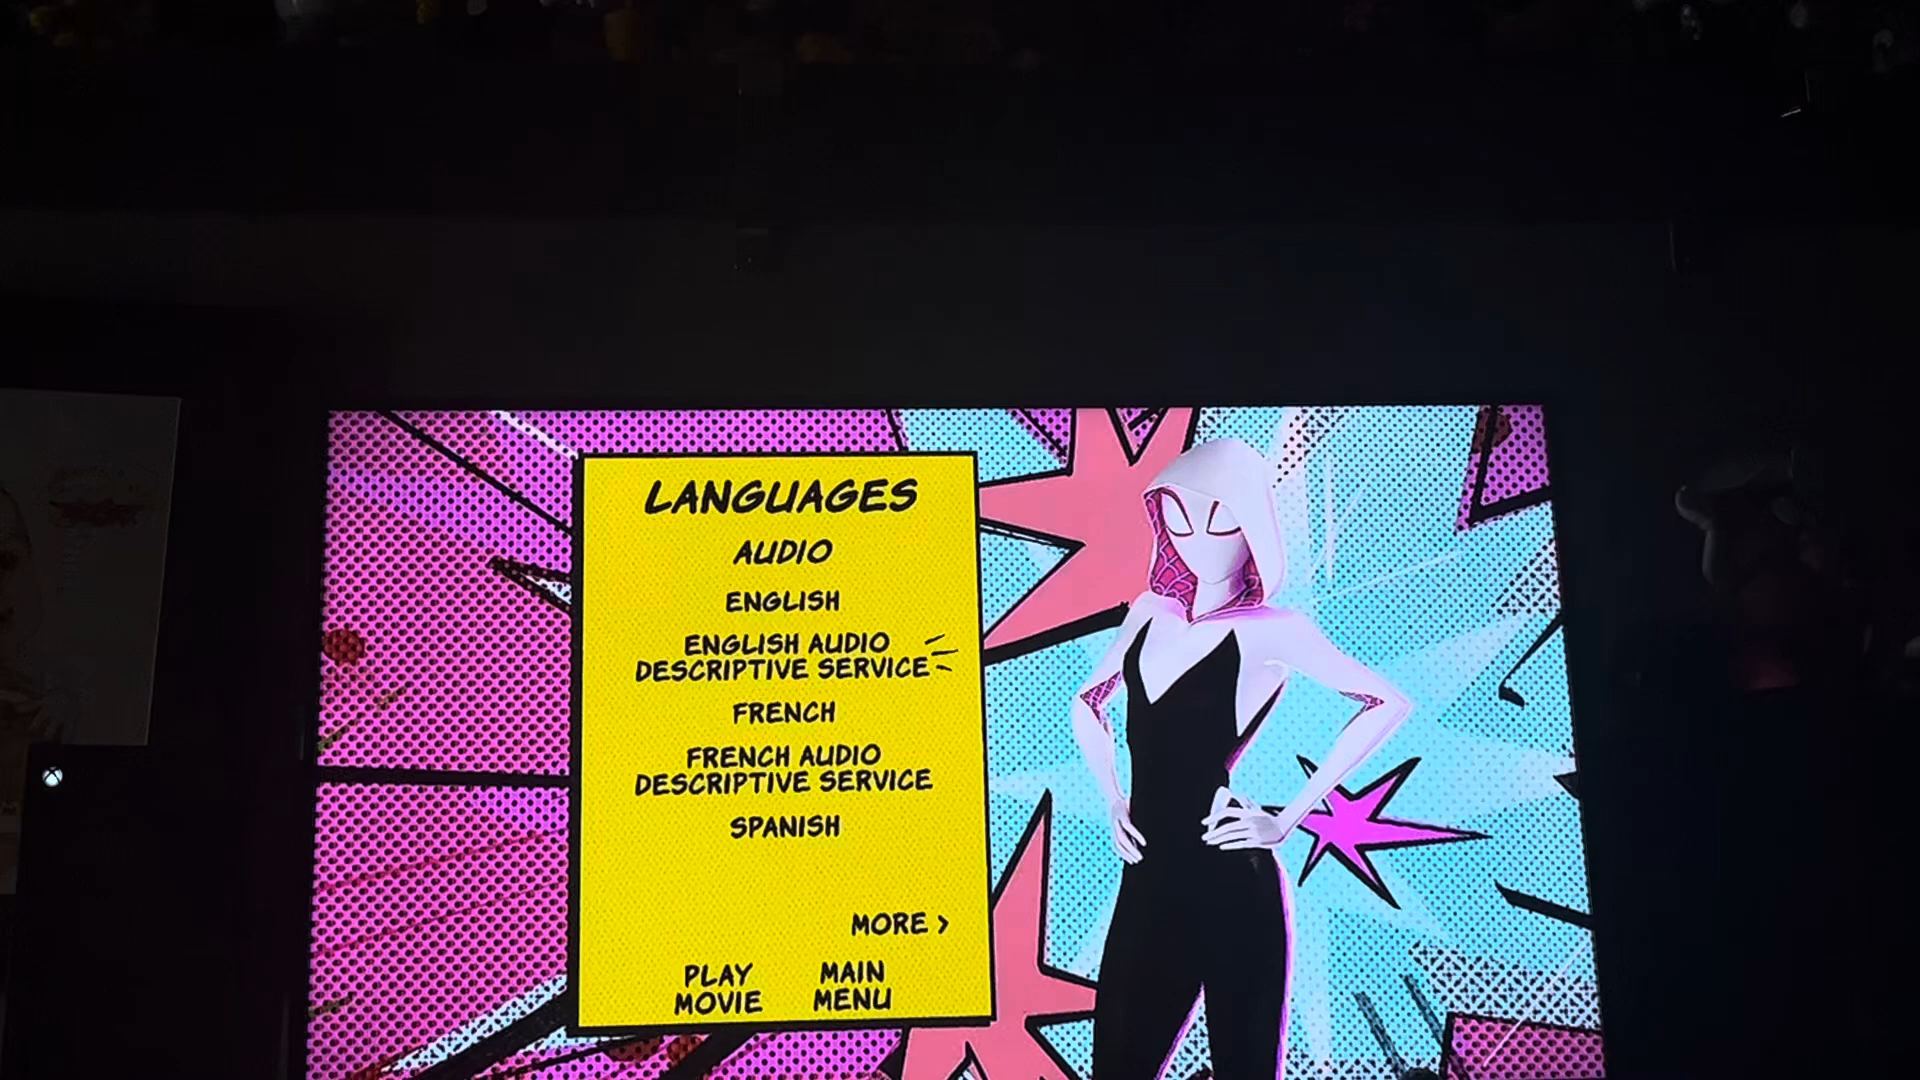 LANGUAGES
AUDIO
ENGLISH
ENGLISH AUDIO
DESCRIPTIVE SERVICE
FRENCH
FRENCH AUDIO
DESCRIPTIVE SERVICE
SPANISH
MORE >
PLAY MAIN
MOVIE MENU